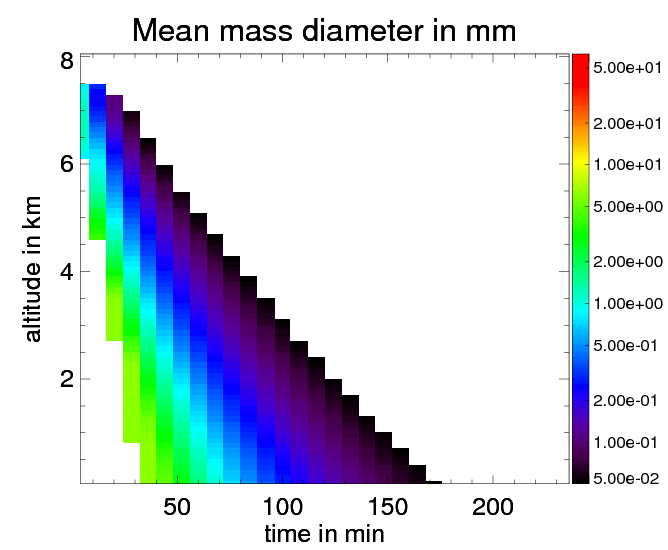 Mean mass diameter in mm
8
6
4
2
altitude in km
50 100 150 200
time in min
5.00e+01
2.00e+01
1.00e+01
5.00e+00
2.00e+00
1.00e+00
5.00e-01
2.00e-01
1.00e-01
5.00e-02